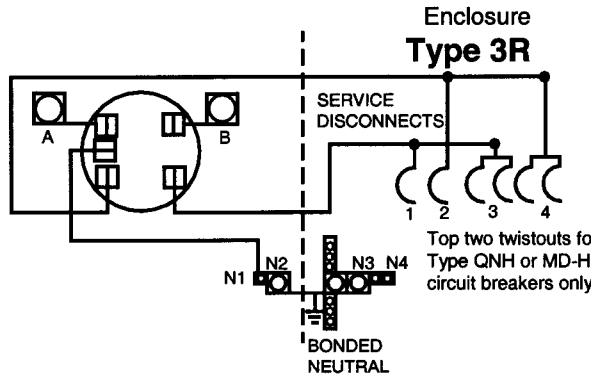 Enclosure
Type 3R
A
B
SERVICE
DISCONNECTS
1
2
3
4
Top two twistouts fo
Type QNH or MD-H
circuit breakers only
N1
N2
N3
N4
BONDED
NEUTRAL